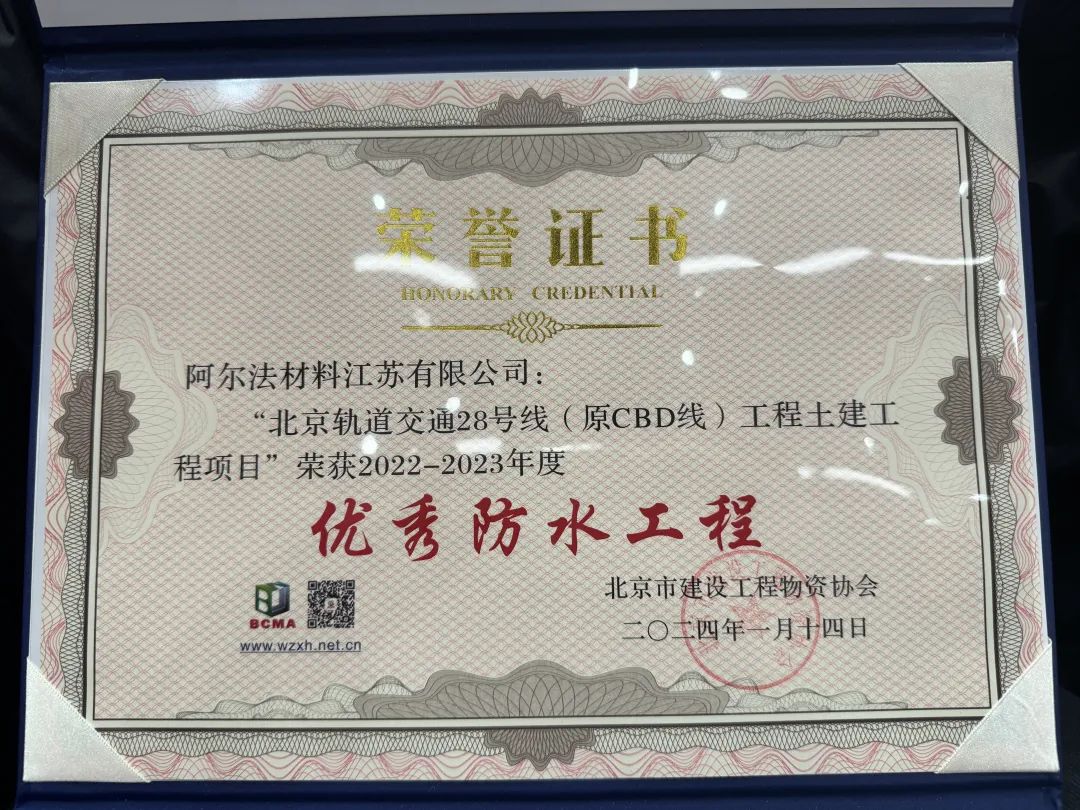 荣誉证书
HONORARY CREDENTIAL
阿尔法材料江苏有限公司：
“北京轨道交通28号线（原CBD线）工程土建工
程项目”荣获2022-2023年度
优秀防水工程
BCMA
www.wzxh.net.cn
北京市建设工程物资协会
二〇二四年一月十四日